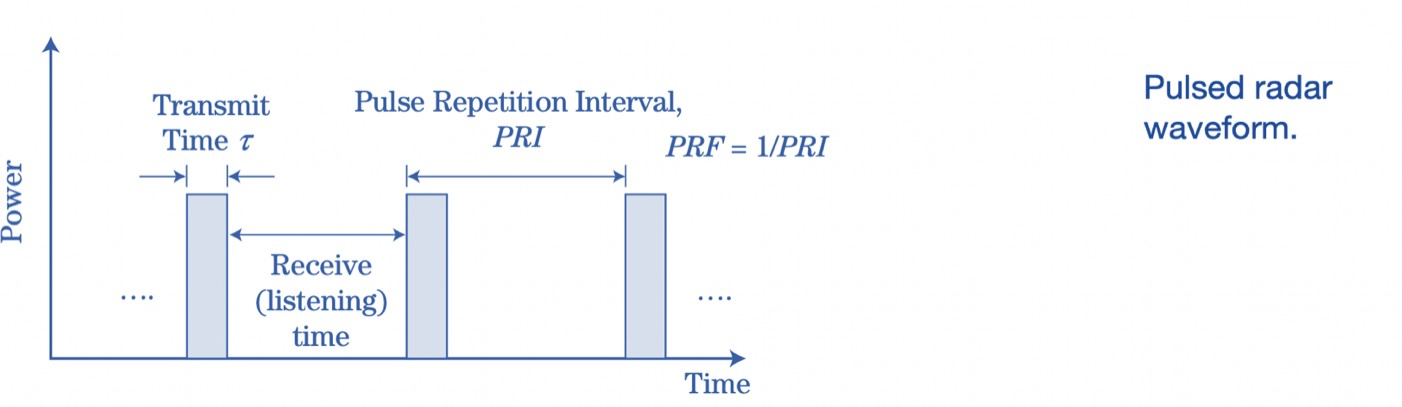 Transmit
Time τ
Pulse Repetition Interval,
PRI
PRF = 1/PRI
Power
Receive
(listening)
time
....
....
Time
Pulsed radar
waveform.